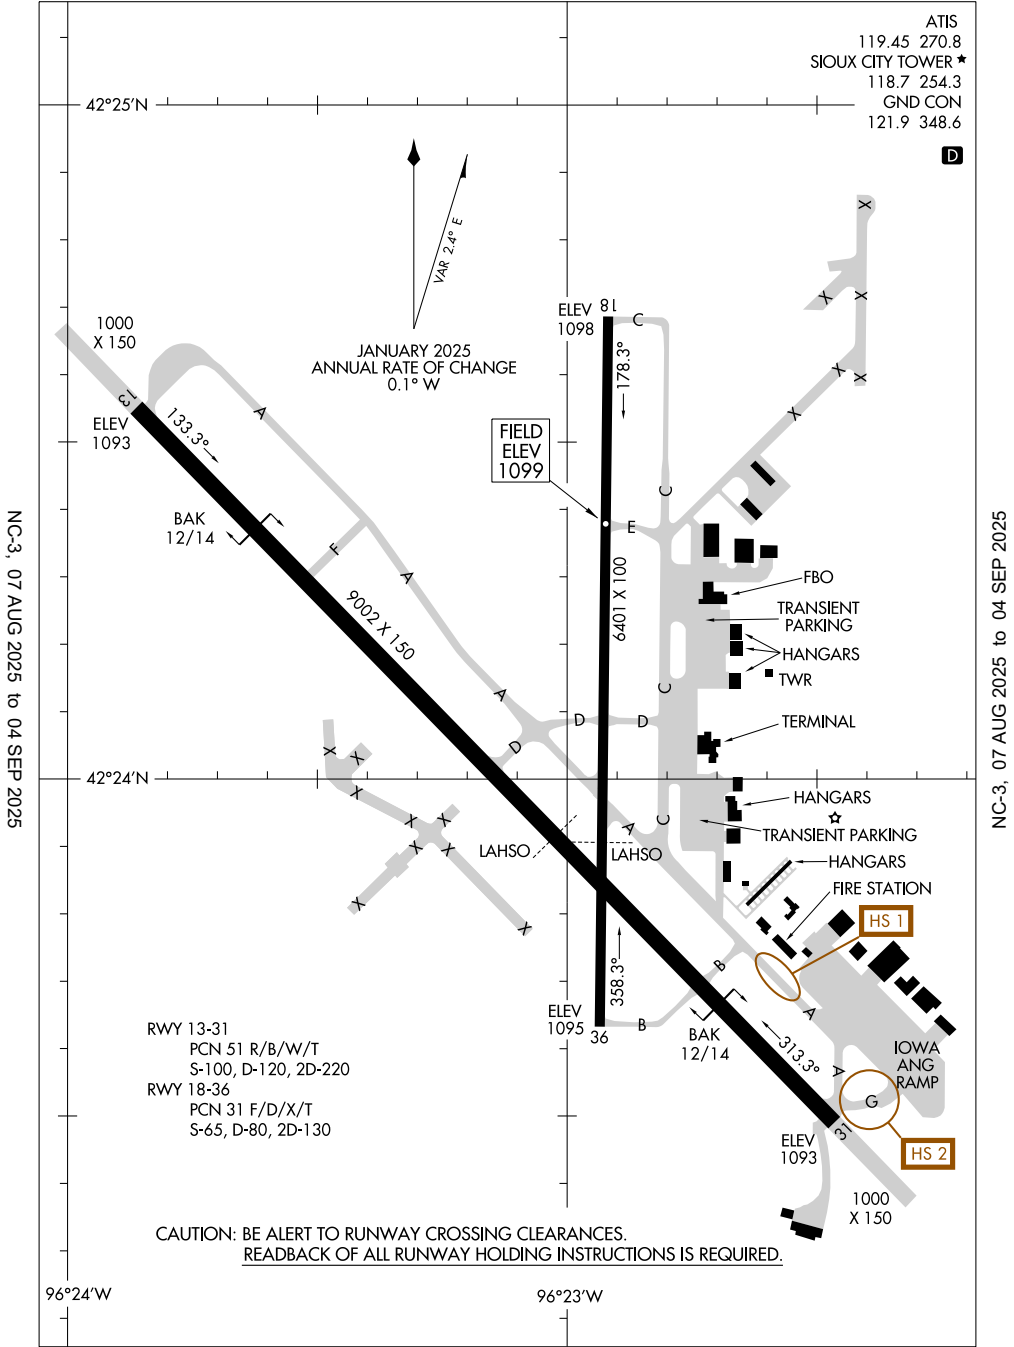 ATIS
119.45 270.8
SIOUX CITY TOWER ★
118.7 254.3
GND CON
121.9 348.6
D
42°25'N
VAR 2.4° E
JANUARY 2025
ANNUAL RATE OF CHANGE
0.1° W
1000
X 150
13
ELEV
1093
133.3°
A
BAK
12/14
F
A
9002 X 150
A
D
ELEV
1098
18
C
178.3°
FIELD
ELEV
1099
C
E
6401 X 100
C
D
D
X
X
X
X
X
X
FBO
TRANSIENT
PARKING
HANGARS
TWR
TERMINAL
42°24'N
X
X
X
X
X
X
X
X
X
LAHSO
LAHSO
A
C
HANGARS
TRANSIENT PARKING
HANGARS
FIRE STATION
HS 1
B
358.3°
ELEV
1095
36
B
BAK
12/14
A
313.3°
A
IOWA
ANG
RAMP
G
31
ELEV
1093
HS 2
1000
X 150
RWY 13-31
PCN 51 R/B/W/T
S-100, D-120, 2D-220
RWY 18-36
PCN 31 F/D/X/T
S-65, D-80, 2D-130
CAUTION: BE ALERT TO RUNWAY CROSSING CLEARANCES.
READBACK OF ALL RUNWAY HOLDING INSTRUCTIONS IS REQUIRED.
96°24'W
96°23'W
NC-3, 07 AUG 2025 to 04 SEP 2025
NC-3, 07 AUG 2025 to 04 SEP 2025